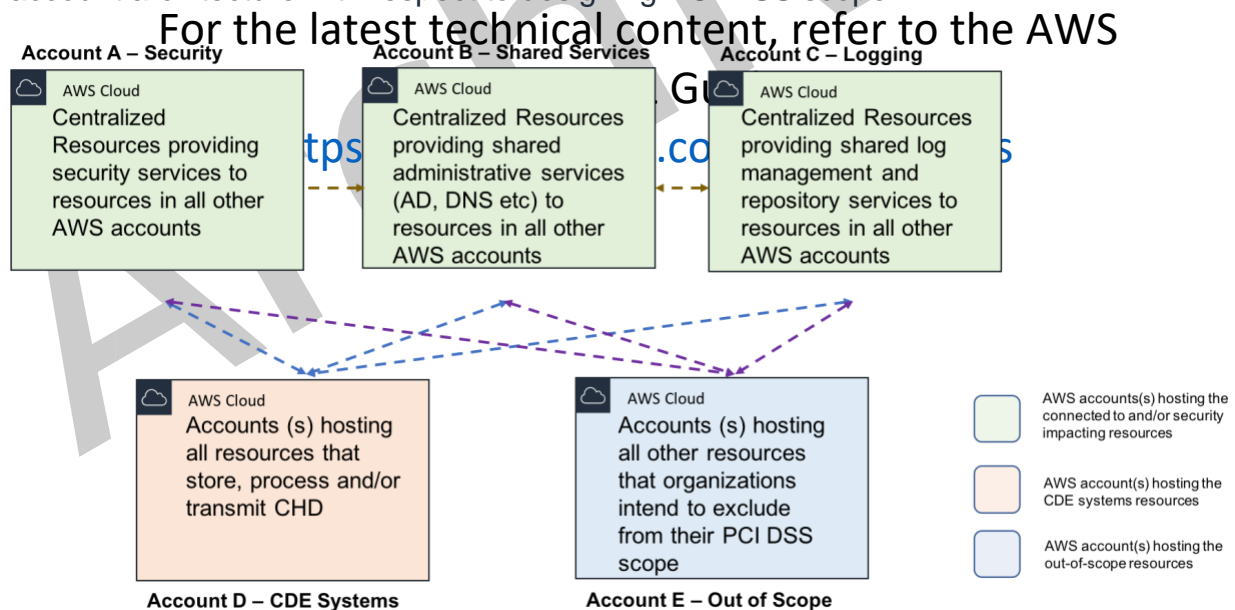 For the latest technical content, refer to the AWS
Account A – Security
Account B – Shared Services
Account C – Logging
AWS Cloud
Centralized
Resources providing
security services to
resources in all other
AWS accounts
AWS Cloud
Centralized Resources
providing shared
administrative services
(AD, DNS etc) to
resources in all other
AWS accounts
AWS Cloud
Centralized Resources
providing shared log
management and
repository services to
resources in all other
AWS accounts
AWS Cloud
Accounts (s) hosting
all resources that
store, process and/or
transmit CHD
Account D – CDE Systems
AWS Cloud
Accounts (s) hosting
all other resources
that organizations
intend to exclude
from their PCI DSS
scope
Account E – Out of Scope
AWS accounts(s) hosting the
connected to and/or security
impacting resources
AWS account(s) hosting the
CDE systems resources
AWS account(s) hosting the
out-of-scope resources